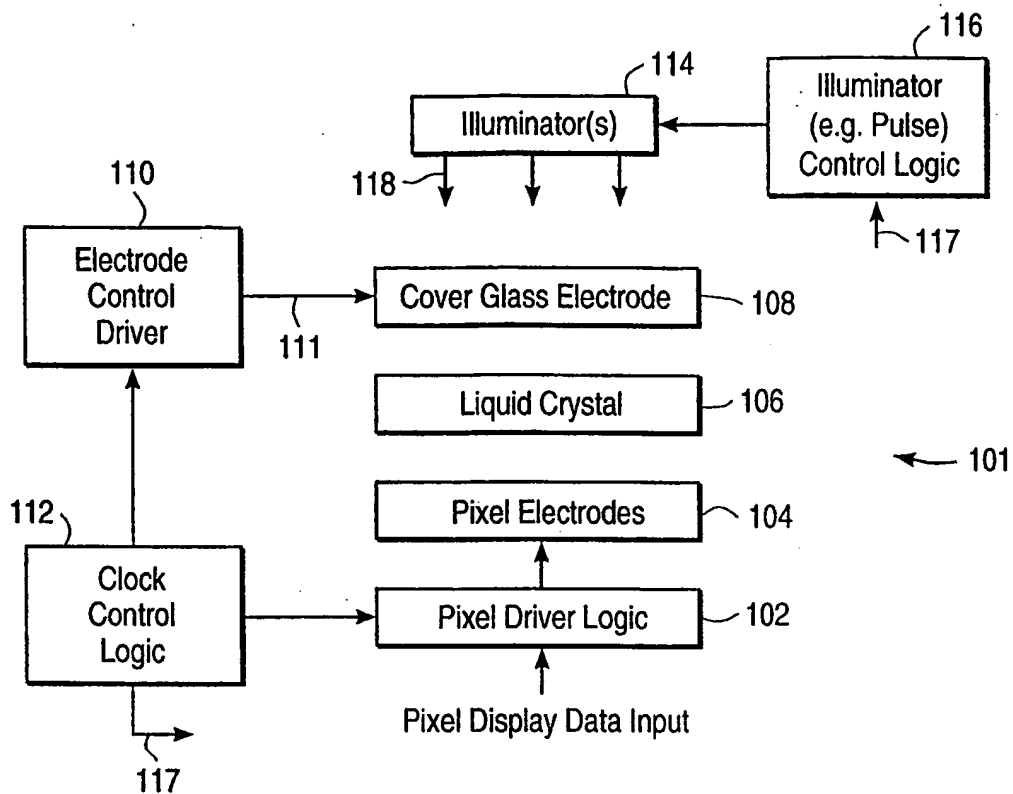 116
Illuminator
(e.g. Pulse)
Control Logic
117
114
Illuminator(s)
118
110
Electrode
Control
Driver
111
Cover Glass Electrode
108
Liquid Crystal
106
101
Pixel Electrodes
104
112
Clock
Control
Logic
Pixel Driver Logic
102
Pixel Display Data Input
117